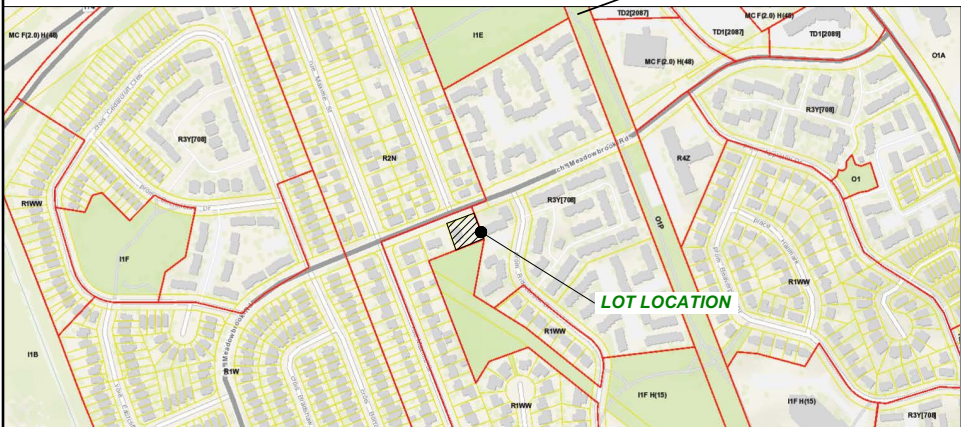 MC F(2.0) H(48)
I1E
TD2[2087]
MC F(2.0) H(48)
TD1[2087]
TD1[2089]
O1A
MC F(2.0) H(48)
R3Y[708]
R3Y[708]
R2N
ch. Meadowbrook Rd
R4Z
O1
R1WW
R3Y[708]
O1P
I1F
R1WW
LOT LOCATION
R1WW
I1B
ch. Meadowbrook Rd
R1W
R1WW
I1F H(15)
I1F H(15)
R3Y[708]